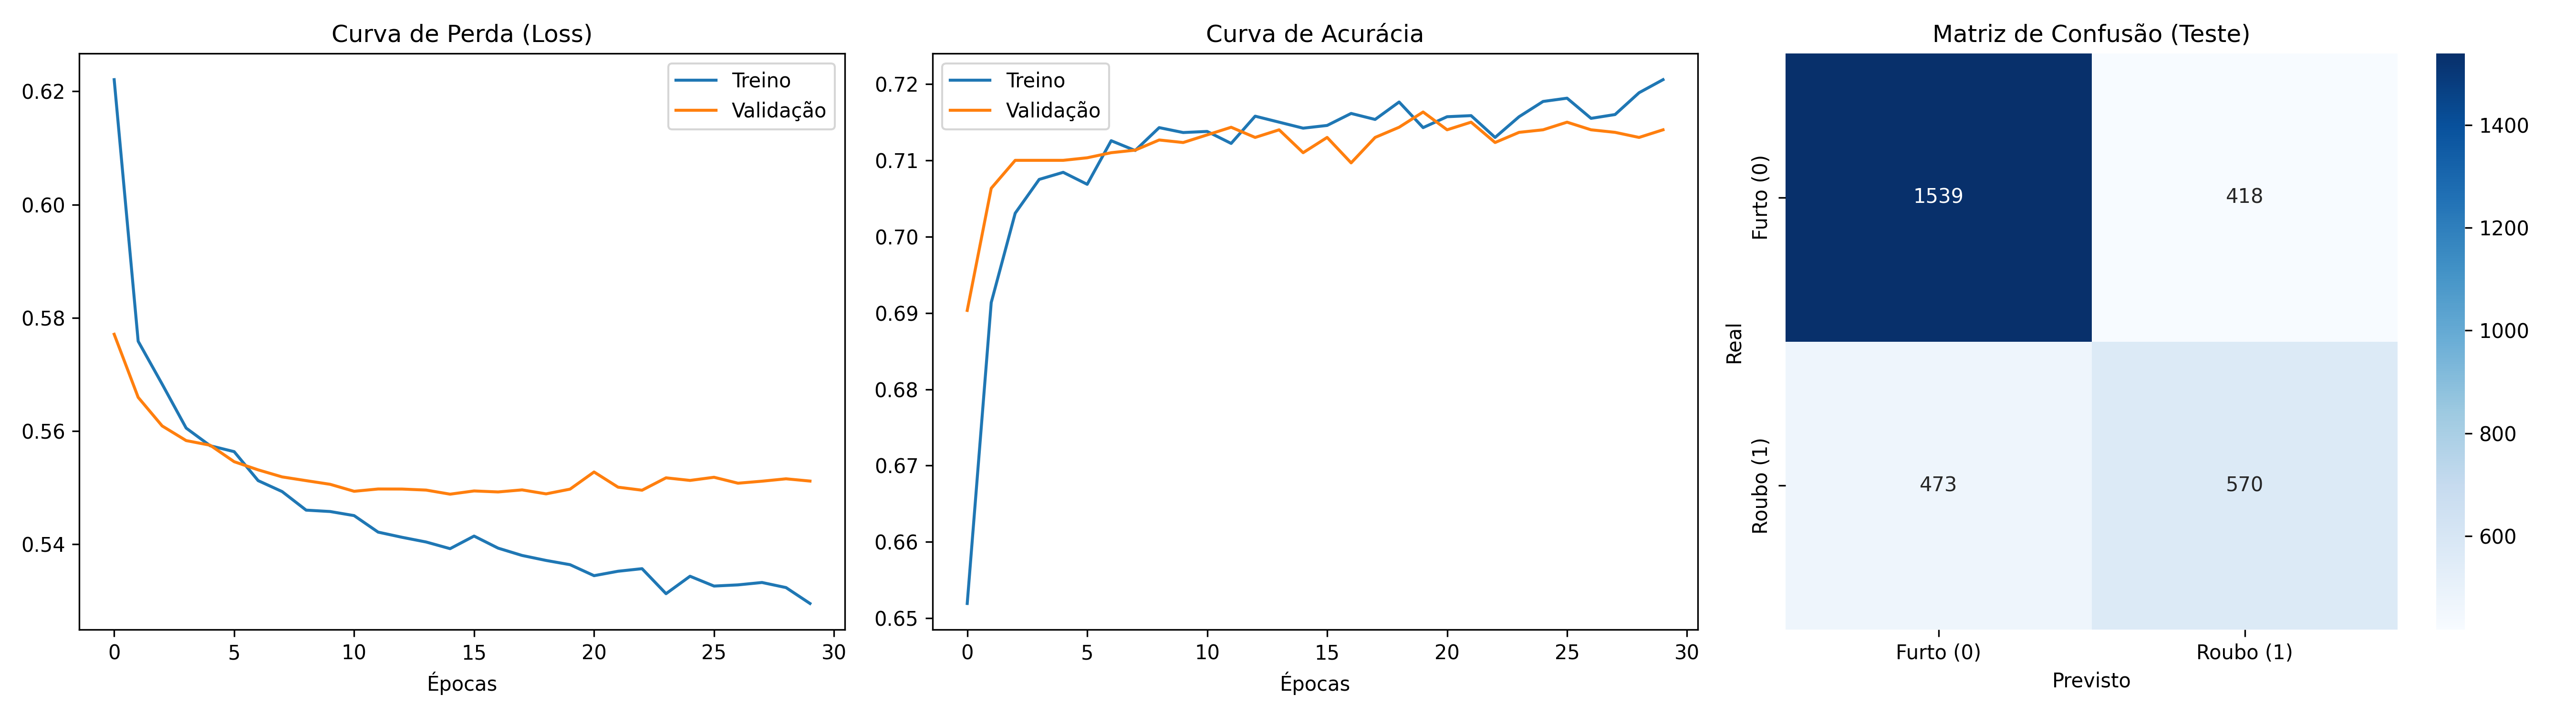 Curva de Perda (Loss)
Treino
Validação
0.62
0.60
0.58
0.56
0.54
0 5 10 15 20 25 30
Épocas
Curva de Acurácia
Treino
Validação
0.72
0.71
0.70
0.69
0.68
0.67
0.66
0.65
0 5 10 15 20 25 30
Épocas
Matriz de Confusão (Teste)
Real
Furto (0)
Roubo (1)
1539 418
473 570
Furto (0) Roubo (1)
Previsto
1400
1200
1000
800
600